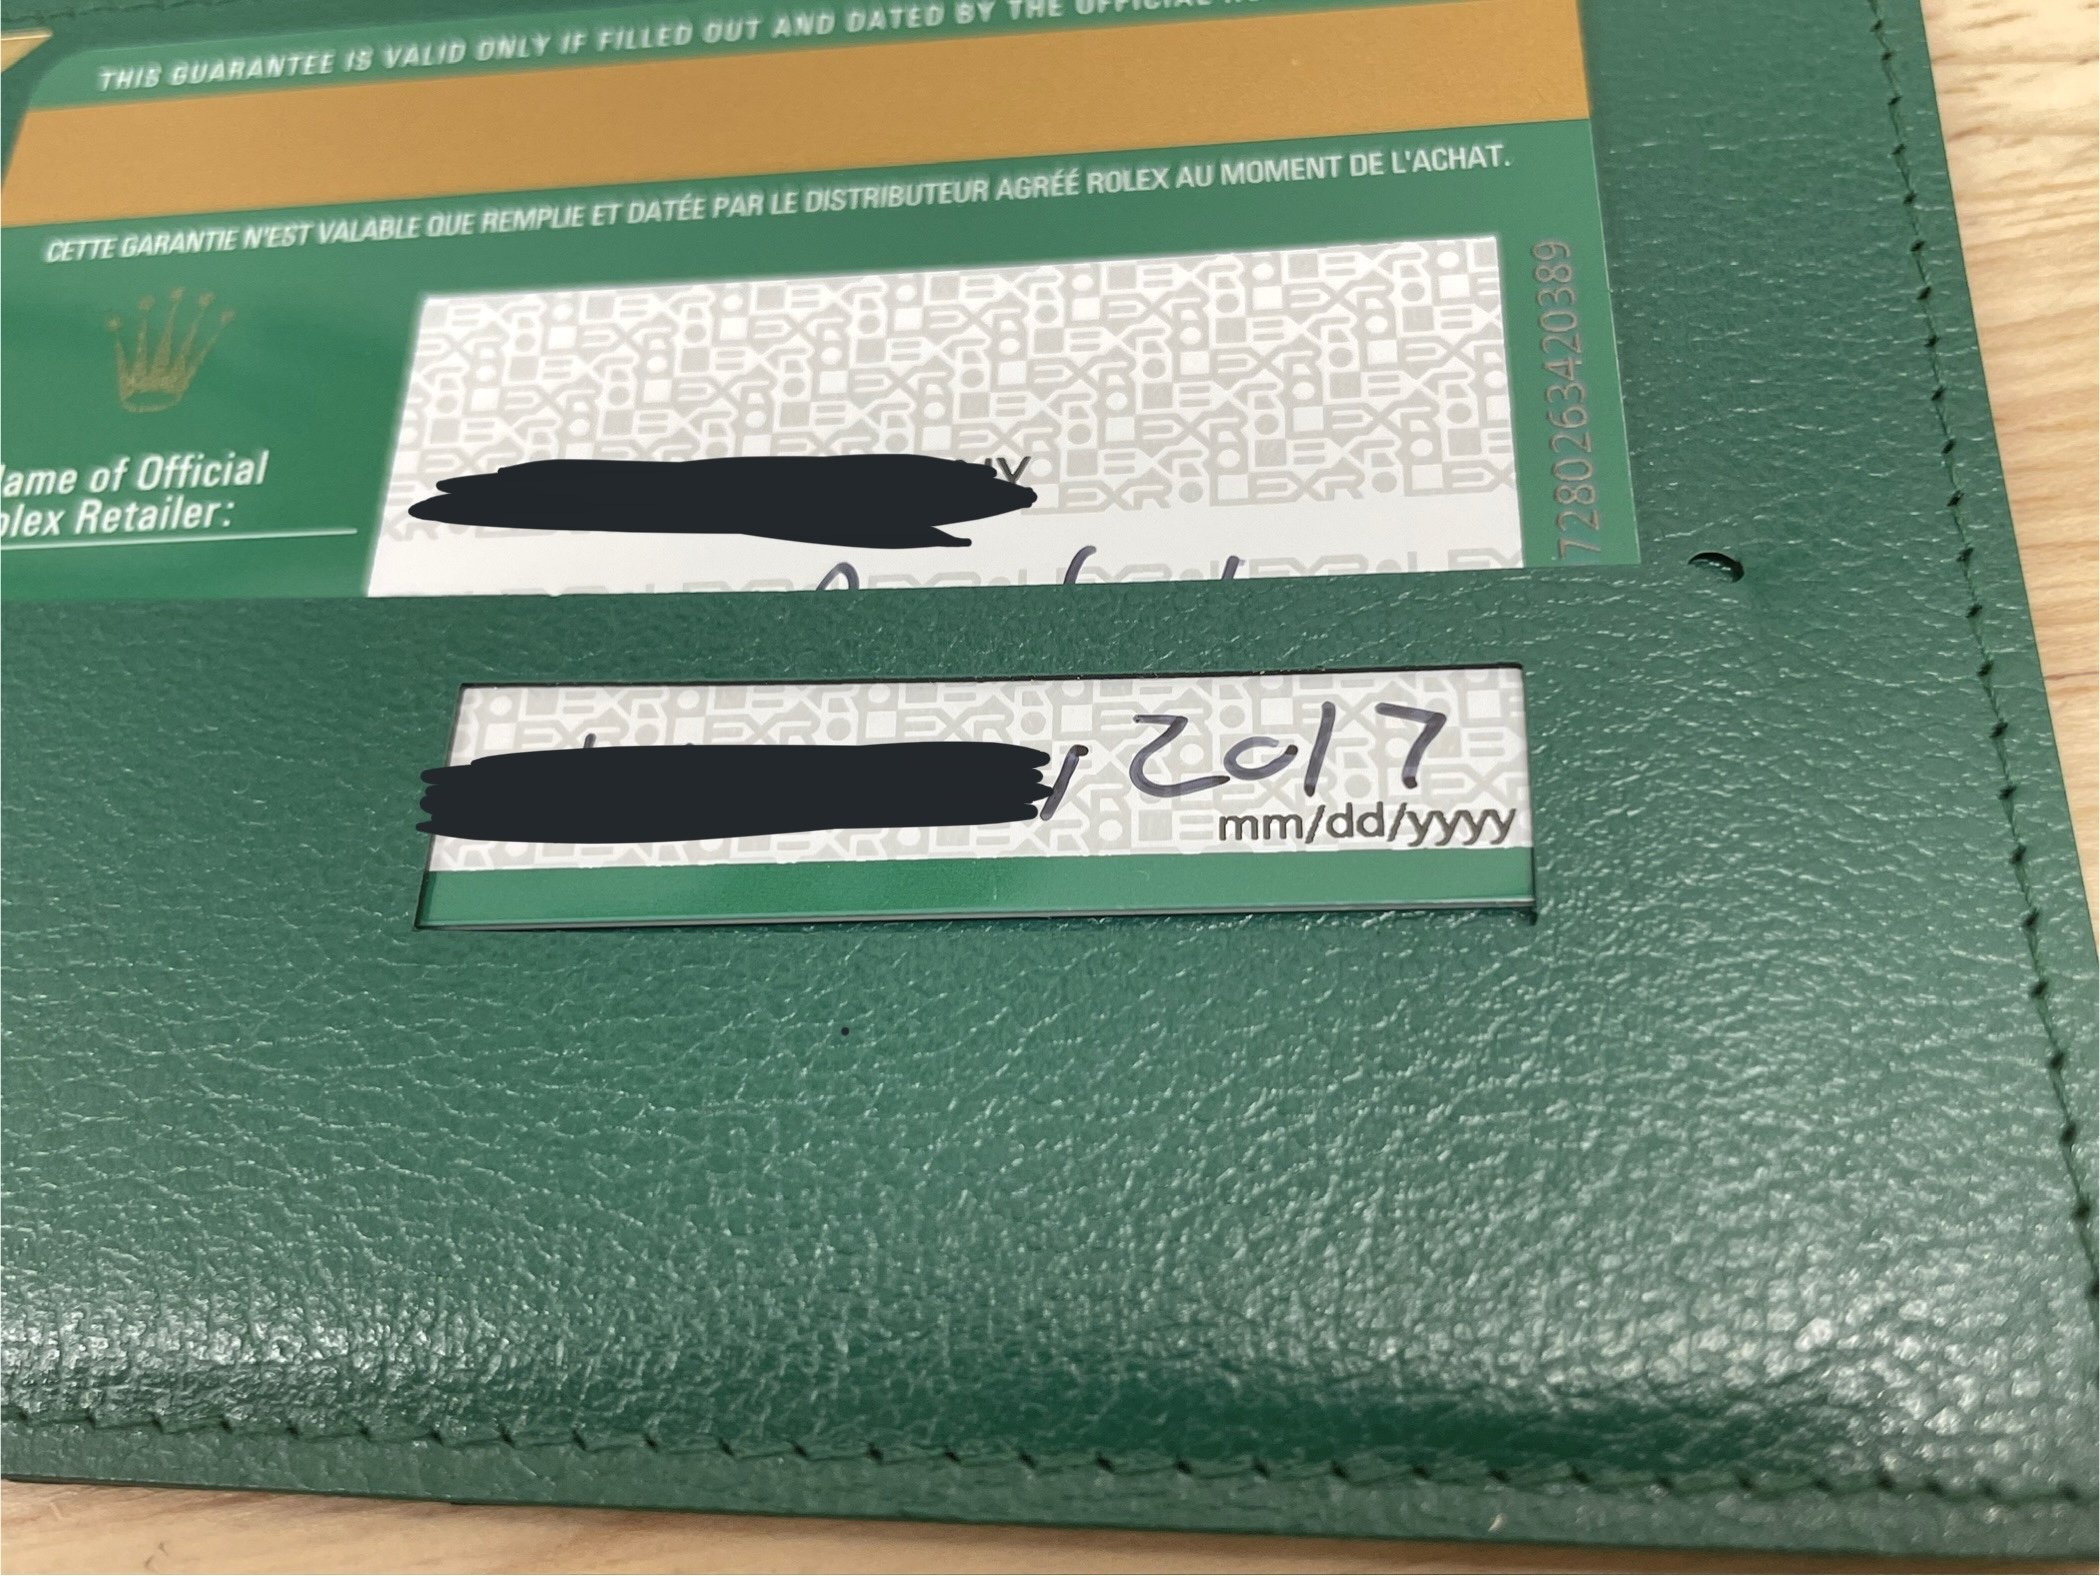 THIS GUARANTEE IS VALID ONLY IF FILLED OUT AND DATED BY THE OFFICIAL
CETTE GARANTIE N'EST VALABLE QUE REMPLIE ET DATÉE PAR LE DISTRIBUTEUR AGRÉÉ ROLEX AU MOMENT DE L'ACHAT.
7280263420389
ame of Official
olex Retailer:
/2017
mm/dd/yyyy